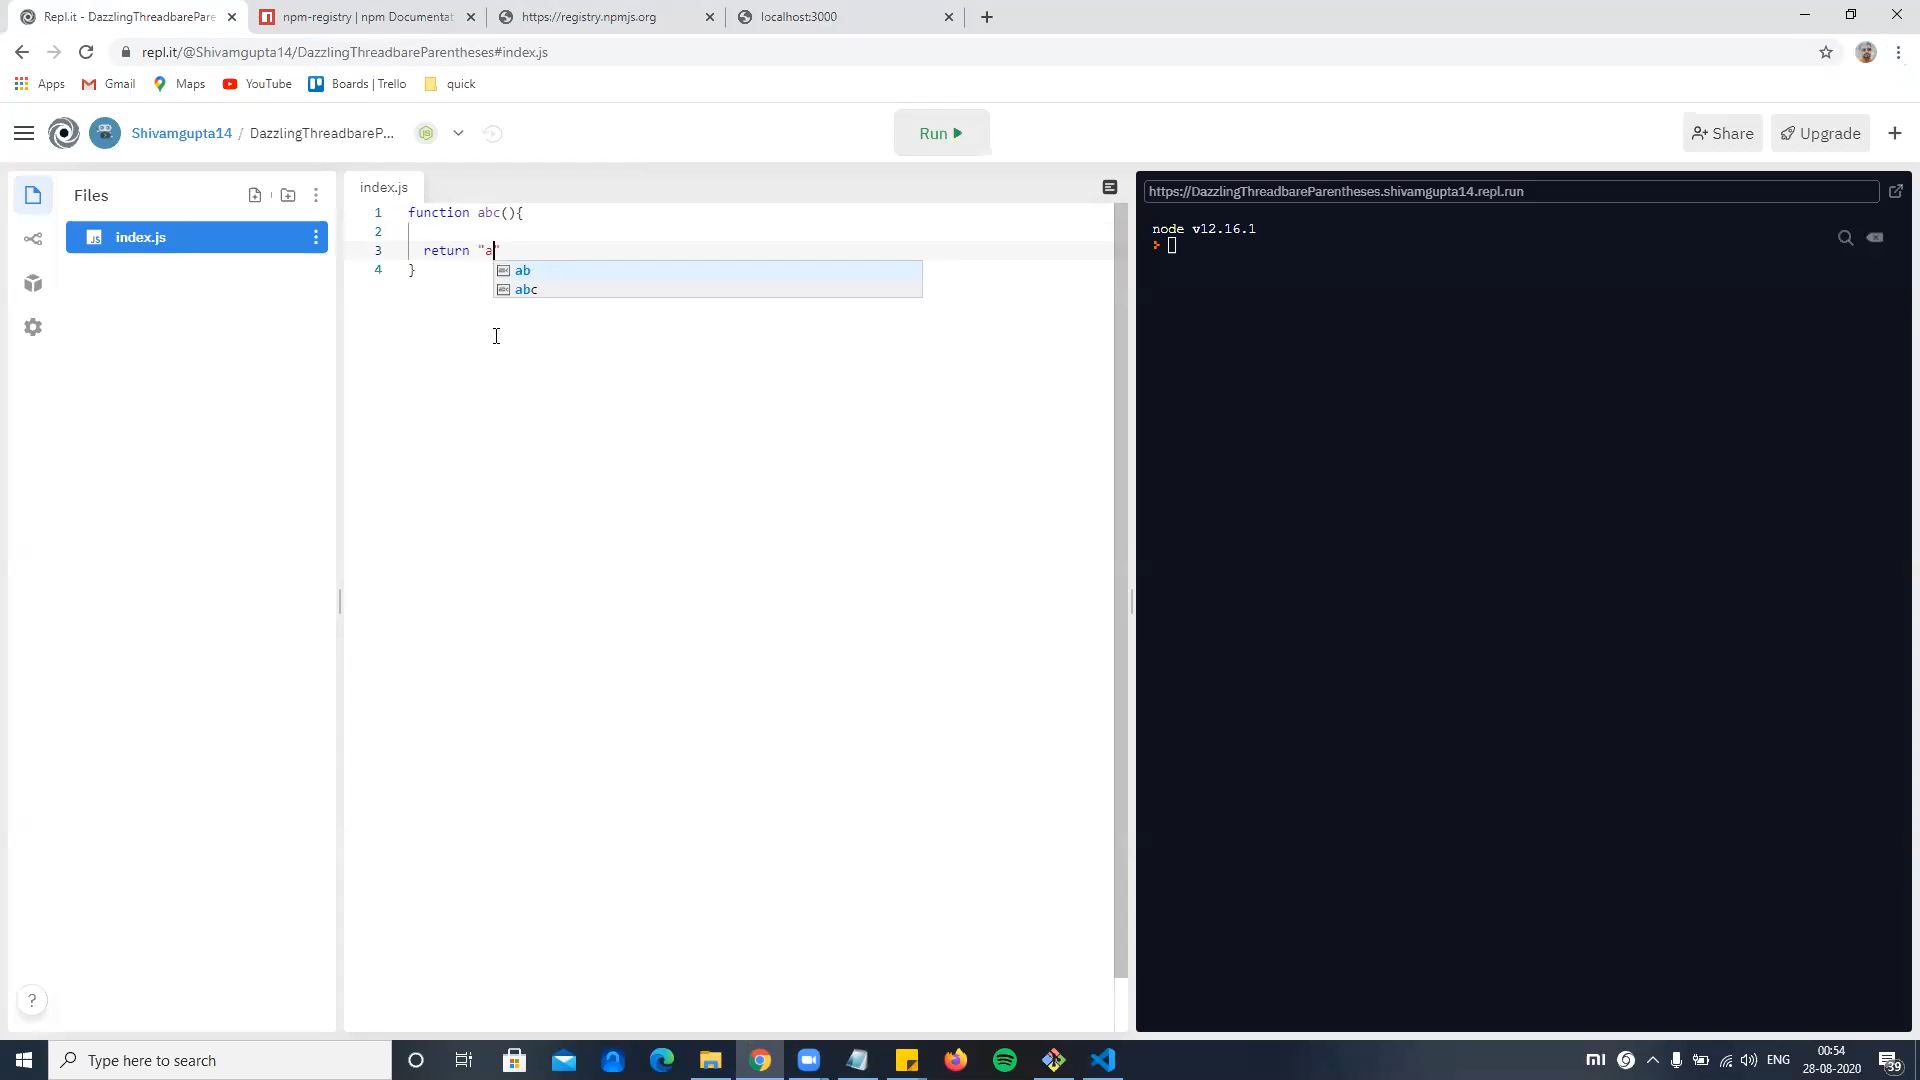 Repl.it - DazzlingThreadbarePare
npm-registry | npm Documentat
https://registry.npmjs.org
localhost:3000
repl.it/@Shivamgupta14/DazzlingThreadbareParentheses#index.js
Apps
Gmail
Maps
YouTube
Boards | Trello
quick
Shivamgupta14 / DazzlingThreadbareP...
Run
Share
Upgrade
Files
index.js
index.js
https://DazzlingThreadbareParentheses.shivamgupta14.repl.run
1 function abc(){
2
3 return "a"
4 }
ab
abc
node v12.16.1
>
?
Type here to search
ENG
00:54
28-08-2020
39